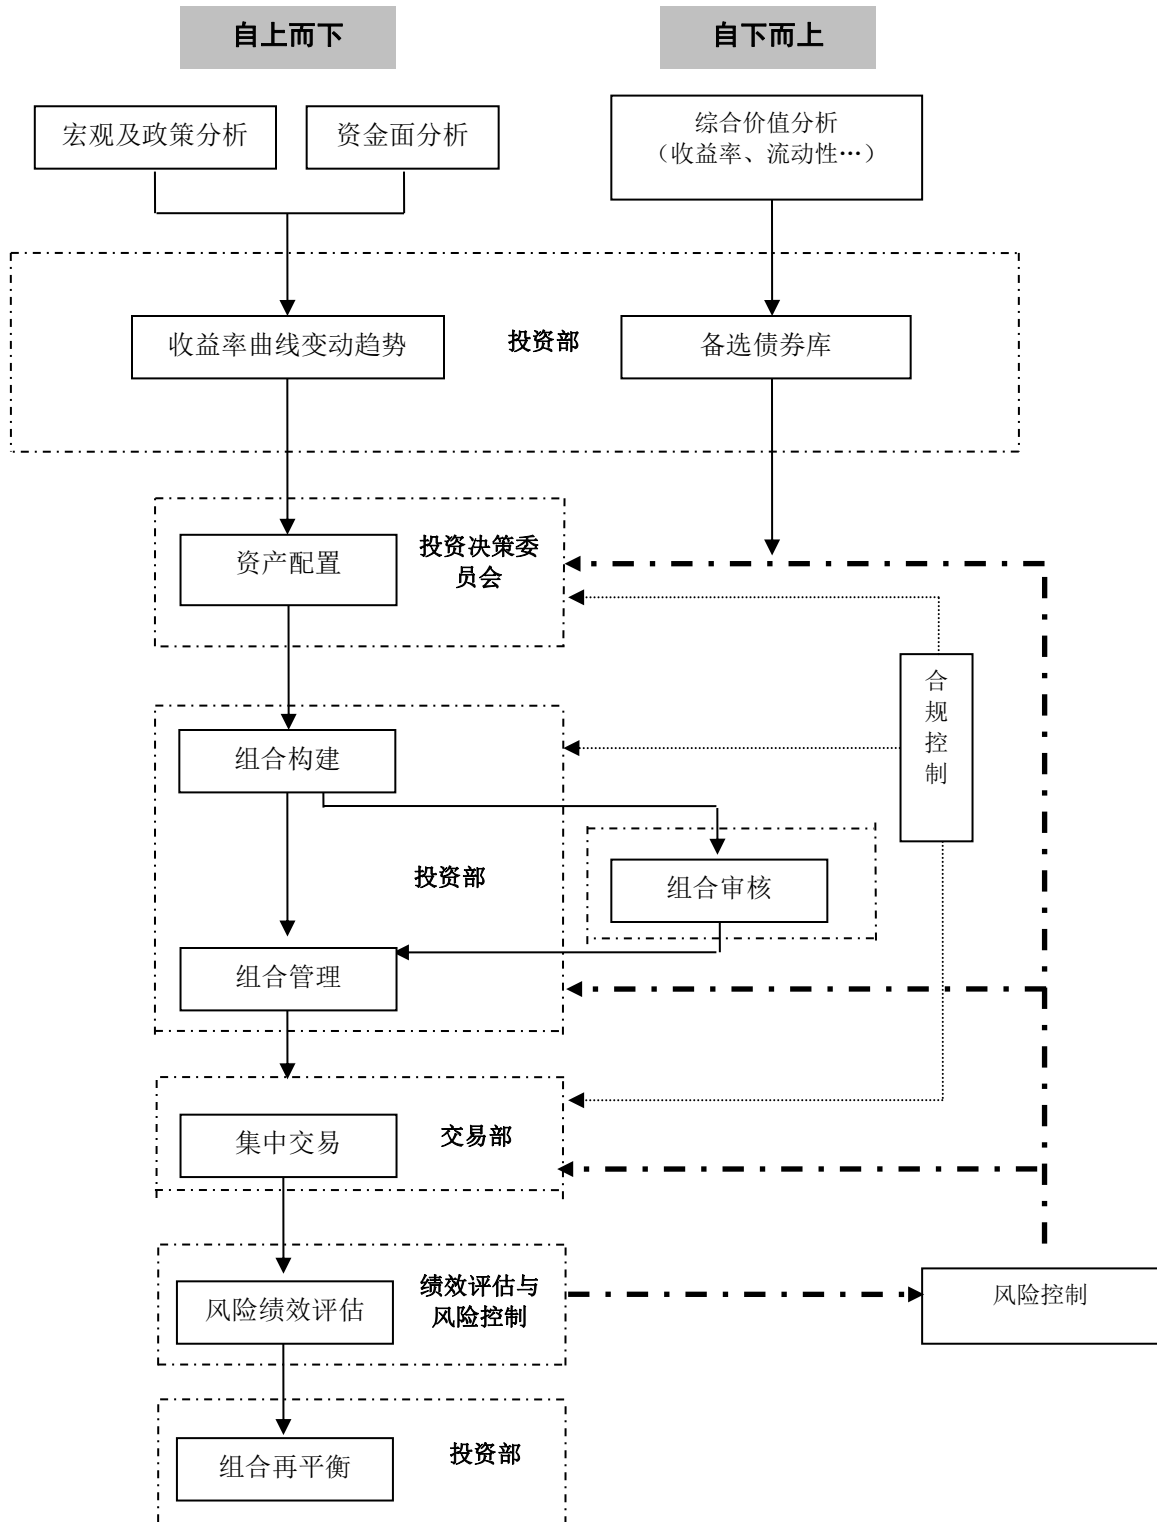 自上而下
自下而上
宏观及政策分析
资金面分析
综合价值分析
（收益率、流动性…）
收益率曲线变动趋势
投资部
备选债券库
资产配置
投资决策委
员会
合
规
控
制
组合构建
投资部
组合审核
组合管理
集中交易
交易部
风险绩效评估
绩效评估与
风险控制
风险控制
组合再平衡
投资部